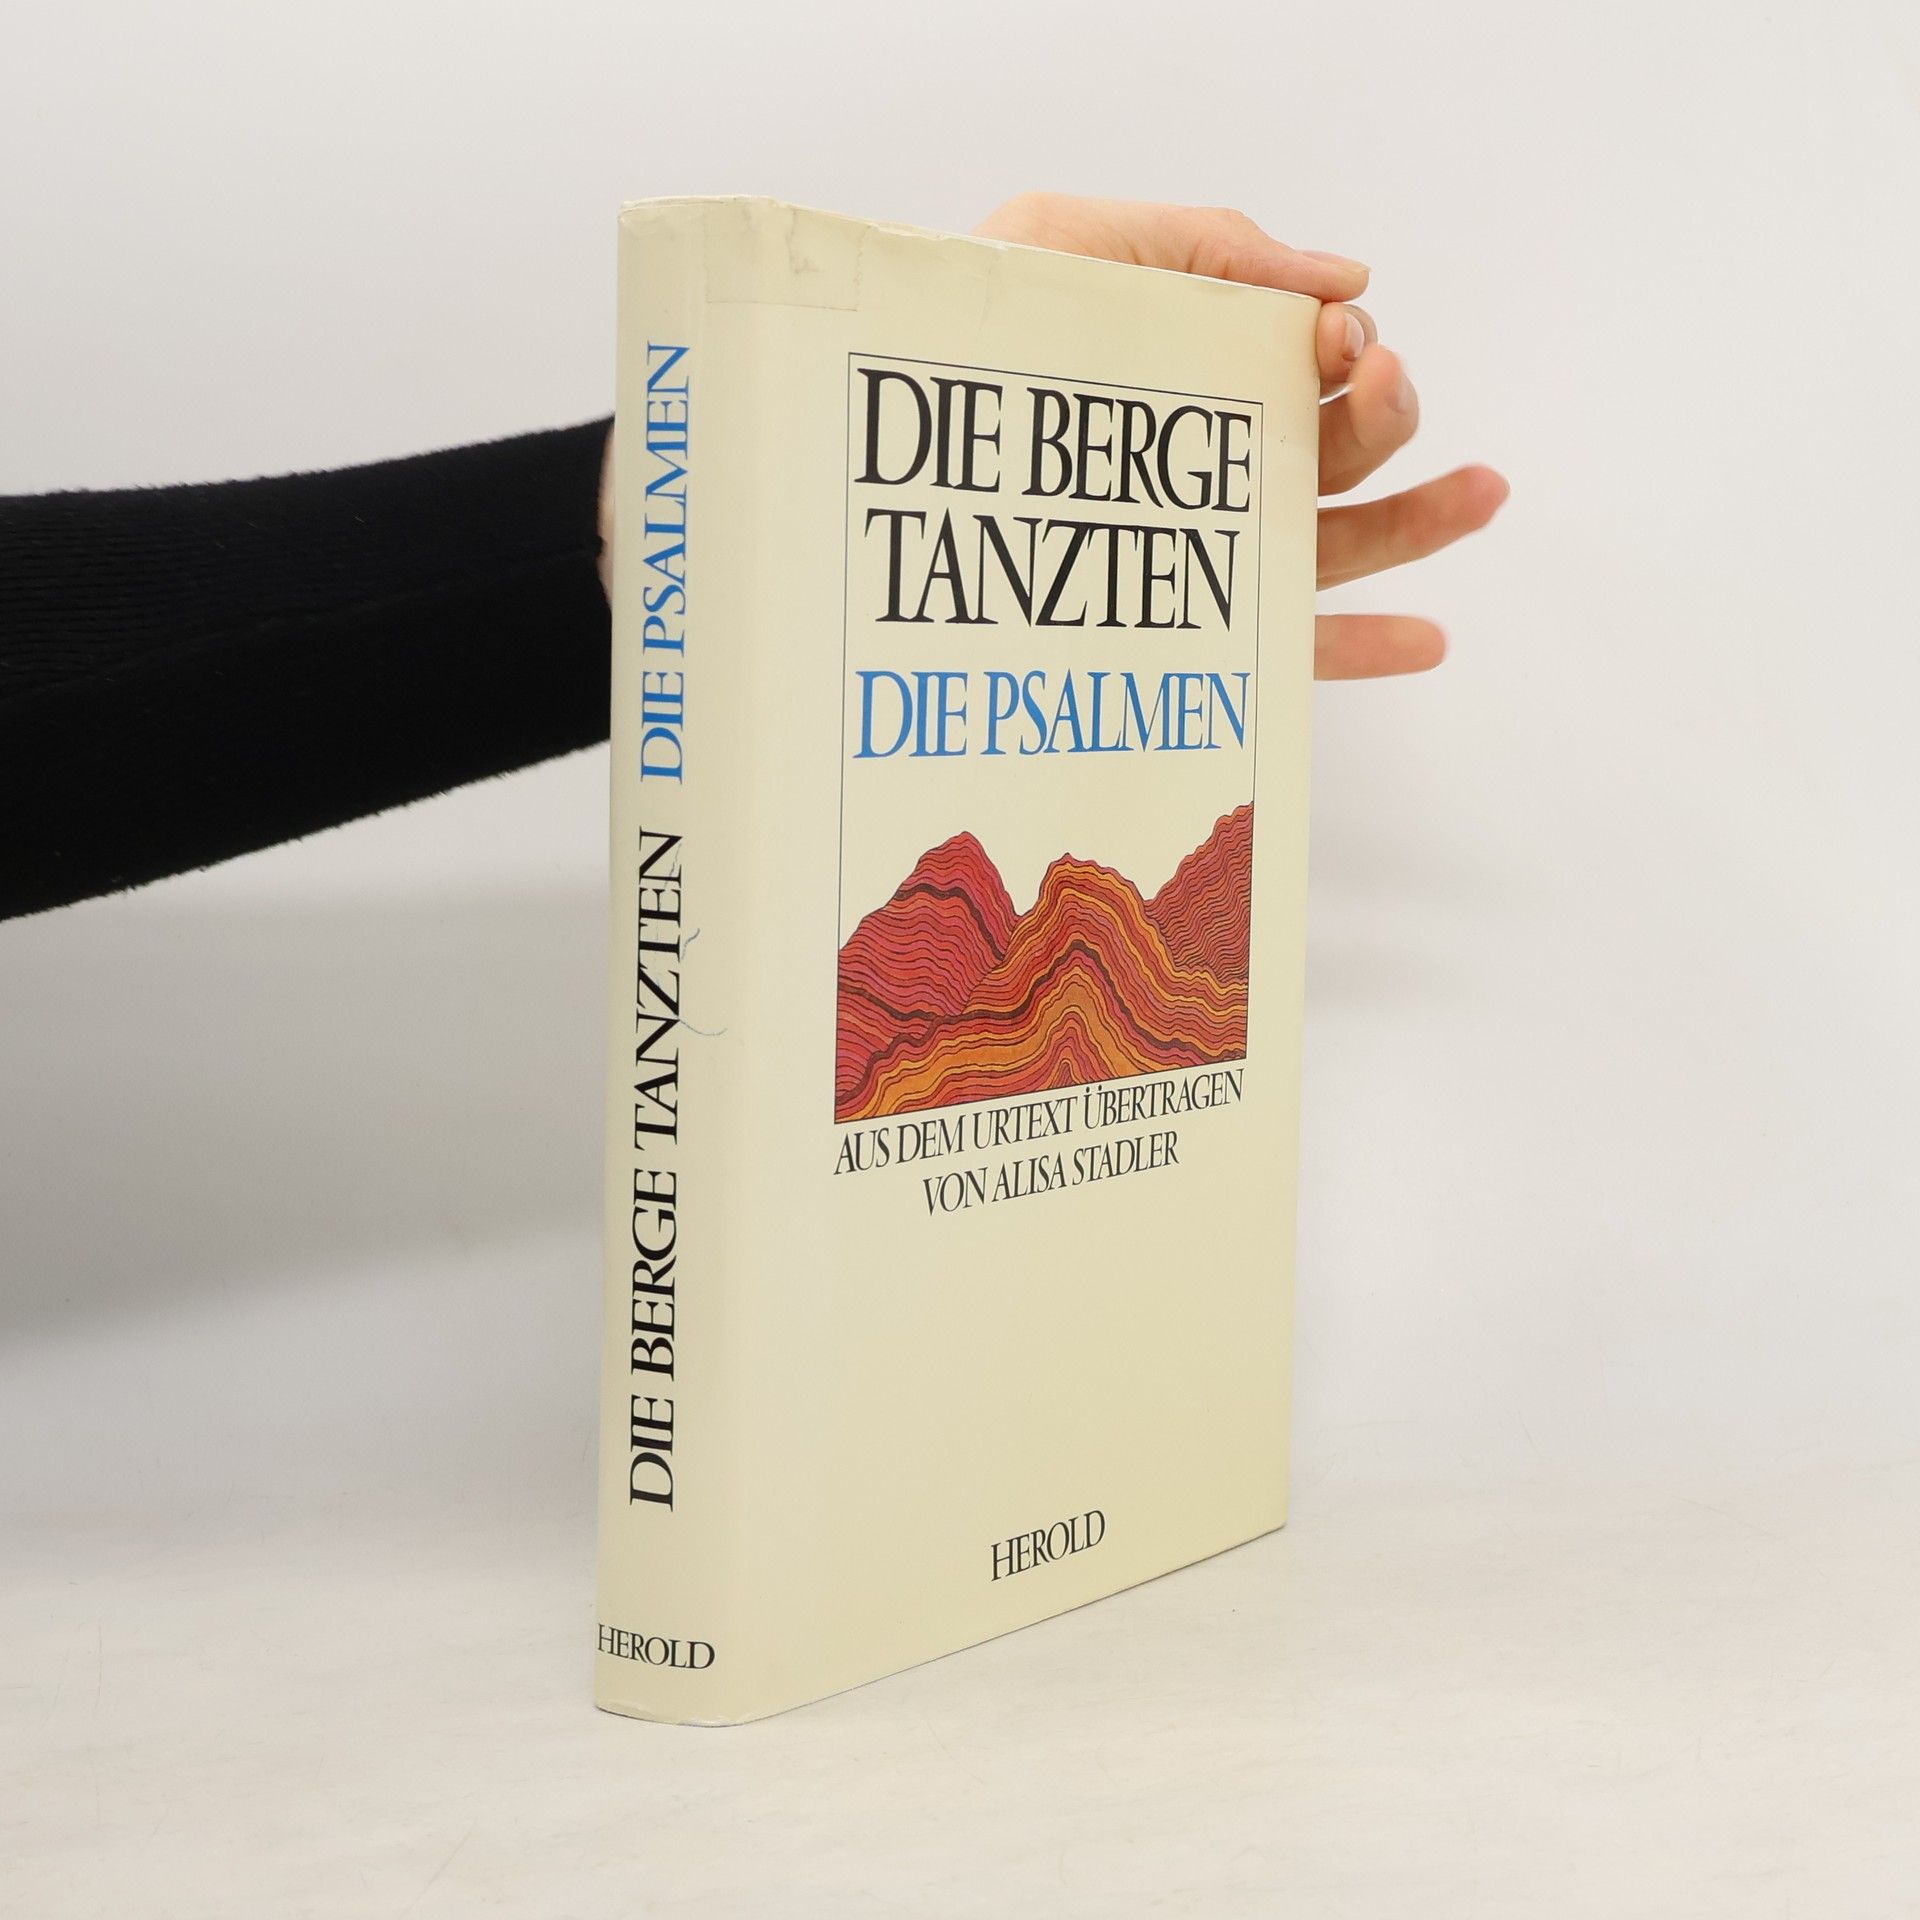 DIE BERGE TANZTEN DIE PSALMEN
HEROLD
DIE BERGE
TANZTEN
DIE PSALMEN
AUS DEM URTEXT ÜBERTRAGEN
VON ALISA STADLER
HEROLD